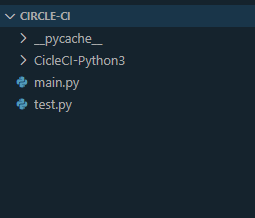 CIRCLE-CI
__pycache__
CicleCI-Python3
main.py
test.py